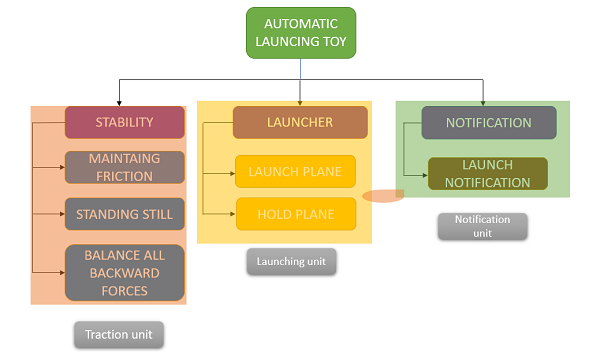 AUTOMATIC
LAUNCING TOY
STABILITY
MAINTAING
FRICTION
STANDING STILL
BALANCE ALL
BACKWARD
FORCES
Traction unit
LAUNCHER
LAUNCH PLANE
HOLD PLANE
Launching unit
NOTIFICATION
LAUNCH
NOTIFICATION
Notification
unit